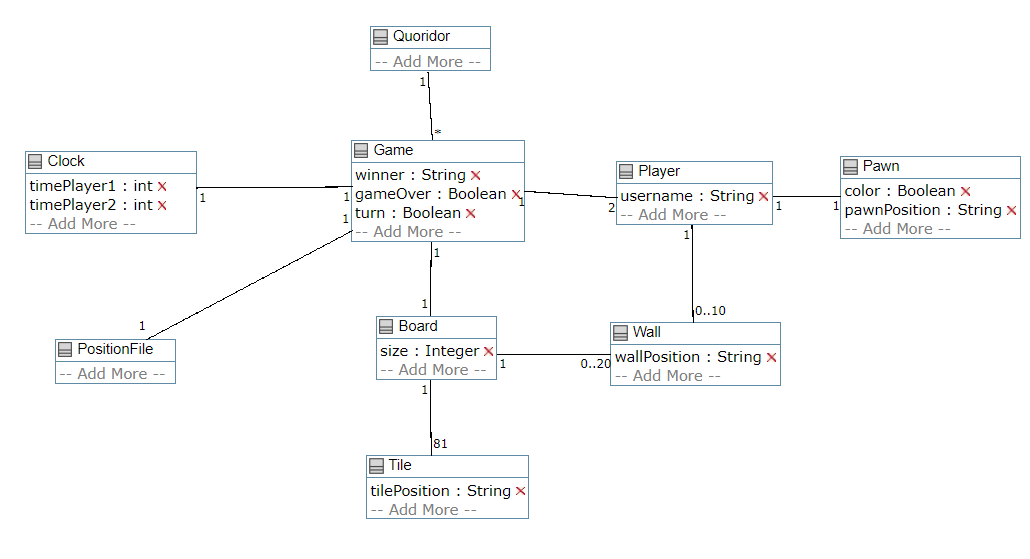 Quoridor
-- Add More --
1
*
Game
winner : String
gameOver : Boolean
turn : Boolean
-- Add More --
Clock
timePlayer1 : int
timePlayer2 : int
-- Add More --
1
1
1
1
2
Player
username : String
-- Add More --
1
1
Pawn
color : Boolean
pawnPosition : String
-- Add More --
1
1
1
0..10
1
PositionFile
-- Add More --
1
Board
size : Integer
-- Add More --
1
0..20
Wall
wallPosition : String
-- Add More --
1
81
Tile
tilePosition : String
-- Add More --